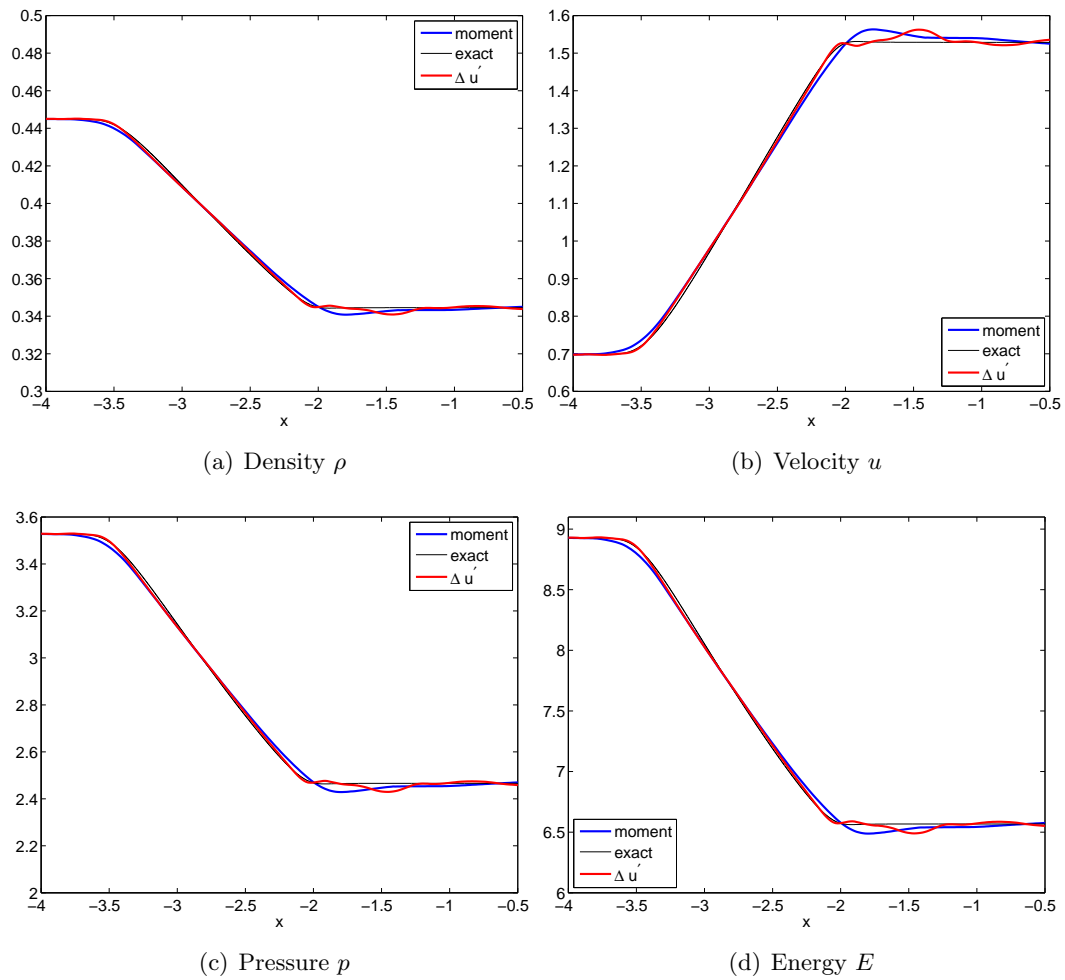 0.5
0.48
0.46
0.44
0.42
0.4
0.38
0.36
0.34
0.32
0.3
−4 −3.5 −3 −2.5 −2 −1.5 −1 −0.5
x
moment
exact
Δ u′
(a) Density ρ
1.6
1.5
1.4
1.3
1.2
1.1
1
0.9
0.8
0.7
0.6
−4 −3.5 −3 −2.5 −2 −1.5 −1 −0.5
x
moment
exact
Δ u′
(b) Velocity u
3.6
3.4
3.2
3
2.8
2.6
2.4
2.2
2
−4 −3.5 −3 −2.5 −2 −1.5 −1 −0.5
x
moment
exact
Δ u′
(c) Pressure p
9
8.5
8
7.5
7
6.5
6
−4 −3.5 −3 −2.5 −2 −1.5 −1 −0.5
x
moment
exact
Δ u′
(d) Energy E